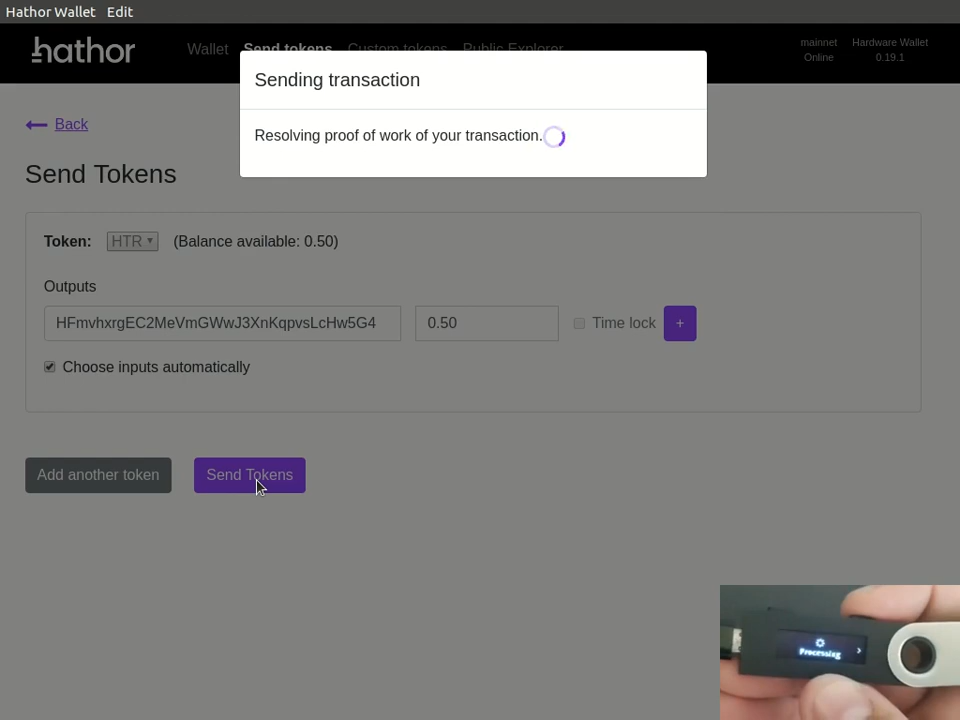 Hathor Wallet Edit
hathor
Wallet Send tokens Custom tokens Public Explorer
mainnet
Online
Hardware Wallet
0.19.1
Sending transaction
Resolving proof of work of your transaction.
Back
Send Tokens
Token: HTR (Balance available: 0.50)
Outputs
HFmvhxrgEC2MeVmGWwJ3XnKqpvsLcHw5G4 0.50 Time lock +
Choose inputs automatically
Add another token Send Tokens
Processing